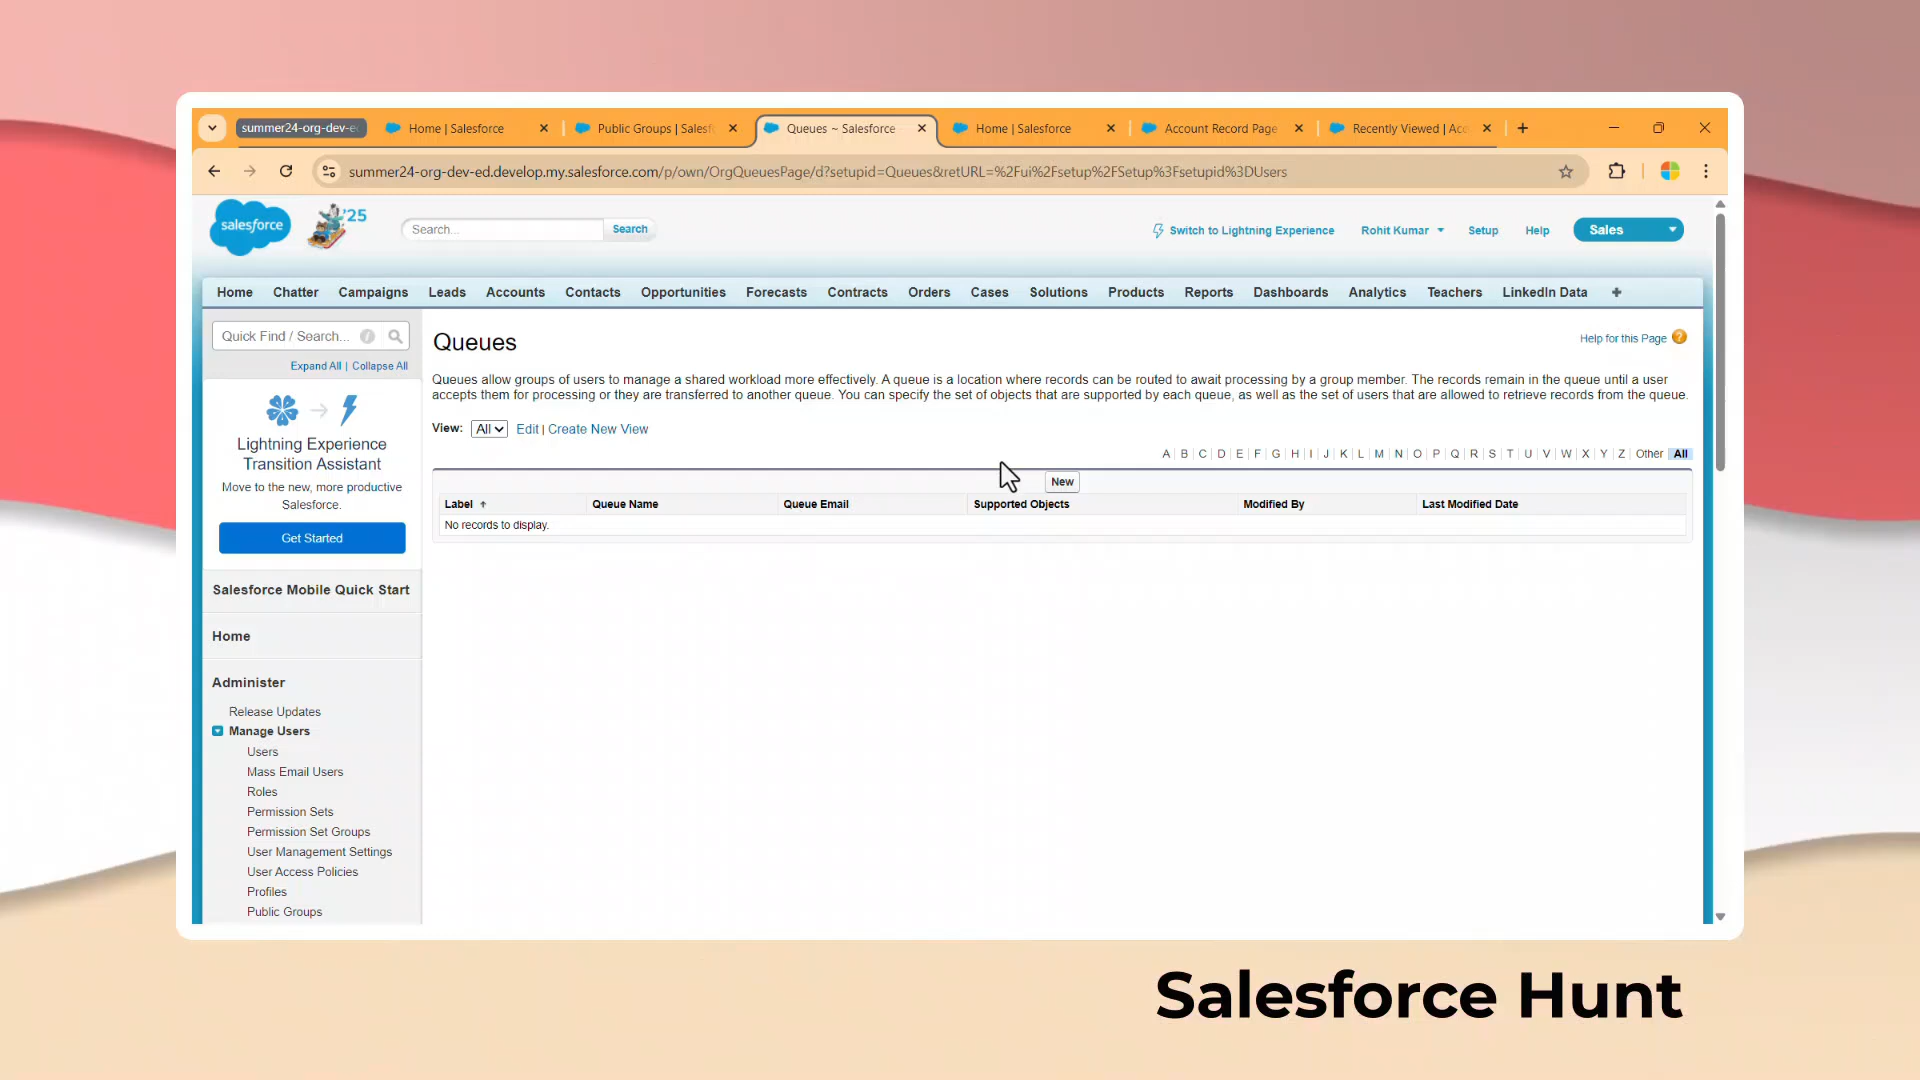 summer24-org-dev-e
Home | Salesforce
Public Groups | Salesf
Queues ~ Salesforce
Home | Salesforce
Account Record Page
Recently Viewed | Acc
summer24-org-dev-ed.develop.my.salesforce.com/p/own/OrgQueuesPage/d?setupid=Queues&retURL=%2Fui%2Fsetup%2FSetup%3Fsetupid%3DUsers
salesforce
'25
Search...
Search
Switch to Lightning Experience
Rohit Kumar
Setup
Help
Sales
Home
Chatter
Campaigns
Leads
Accounts
Contacts
Opportunities
Forecasts
Contracts
Orders
Cases
Solutions
Products
Reports
Dashboards
Analytics
Teachers
LinkedIn Data
+
Quick Find / Search...
Expand All | Collapse All
Lightning Experience
Transition Assistant
Move to the new, more productive
Salesforce.
Get Started
Salesforce Mobile Quick Start
Home
Administer
Release Updates
Manage Users
Users
Mass Email Users
Roles
Permission Sets
Permission Set Groups
User Management Settings
User Access Policies
Profiles
Public Groups
Queues
Help for this Page
Queues allow groups of users to manage a shared workload more effectively. A queue is a location where records can be routed to await processing by a group member. The records remain in the queue until a user
accepts them for processing or they are transferred to another queue. You can specify the set of objects that are supported by each queue, as well as the set of users that are allowed to retrieve records from the queue.
View: All Edit | Create New View
A | B | C | D | E | F | G | H | I | J | K | L | M | N | O | P | Q | R | S | T | U | V | W | X | Y | Z | Other All
New
Label Queue Name Queue Email Supported Objects Modified By Last Modified Date
No records to display.
Salesforce Hunt